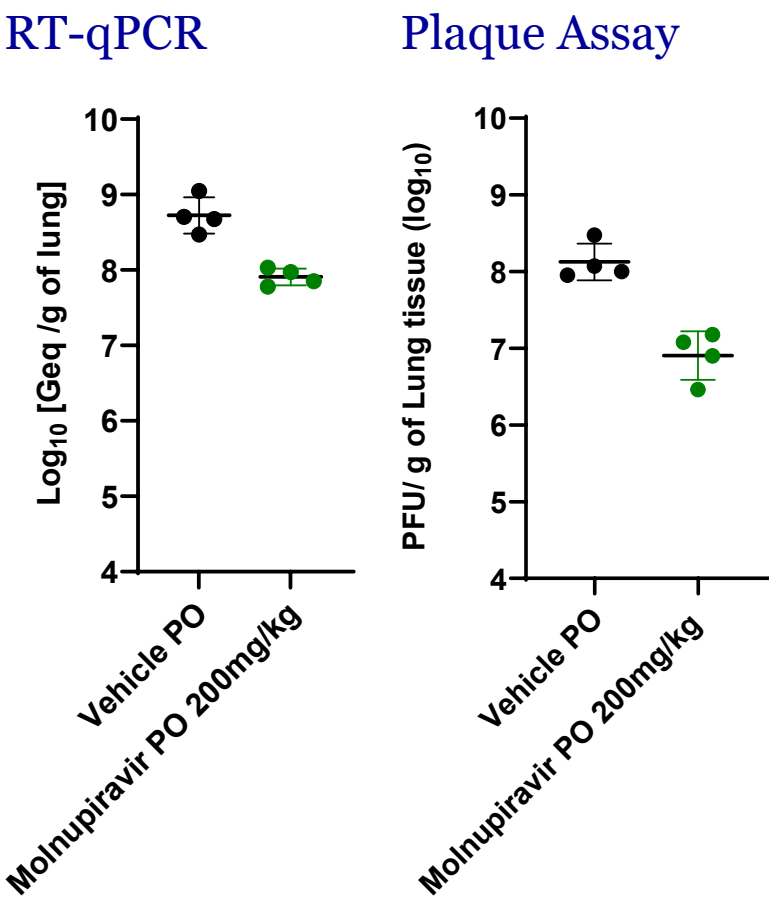 RT-qPCR
Log10 [Geq /g of lung]
10
9
8
7
6
5
4
Vehicle PO
Molnupiravir PO 200mg/kg
Plaque Assay
PFU/ g of Lung tissue (log10)
10
9
8
7
6
5
4
Vehicle PO
Molnupiravir PO 200mg/kg